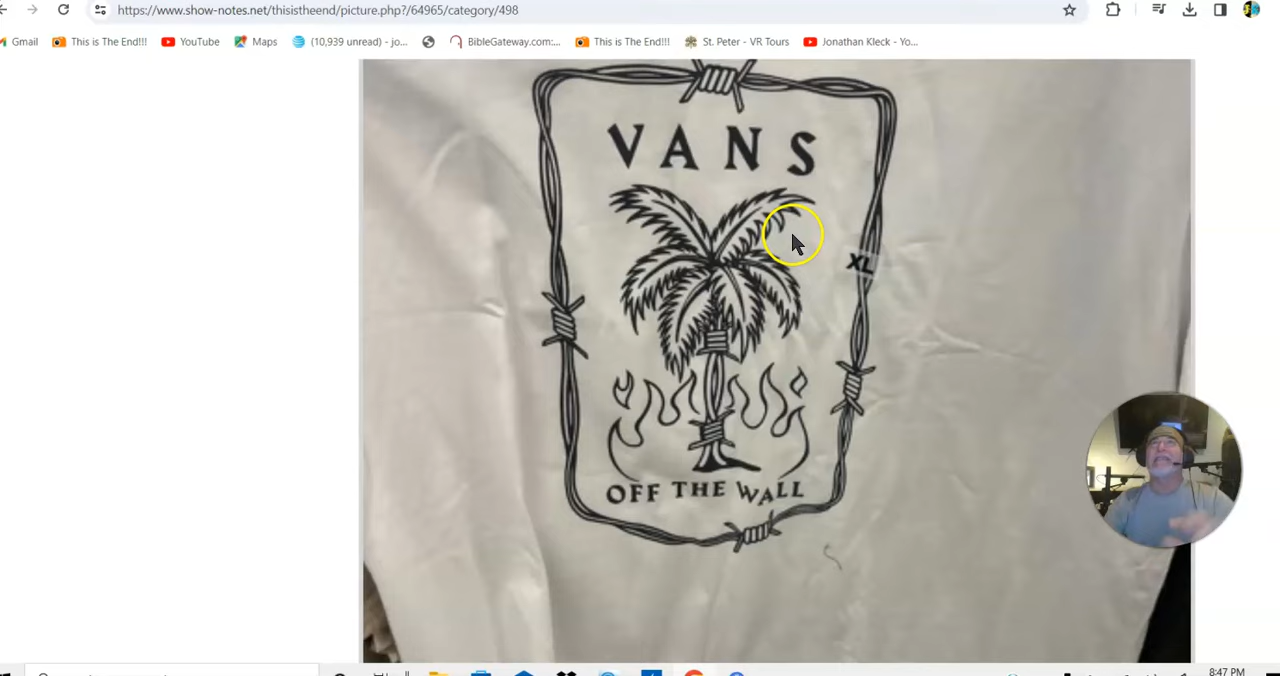 https://www.show-notes.net/thisistheend/picture.php?/64965/category/498
Gmail
This is The End!!!
YouTube
Maps
(10,939 unread) - jo...
BibleGateway.com:...
This is The End!!!
St. Peter - VR Tours
Jonathan Kleck - Yo...
VANS
XL
OFF THE WALL
8:47 PM